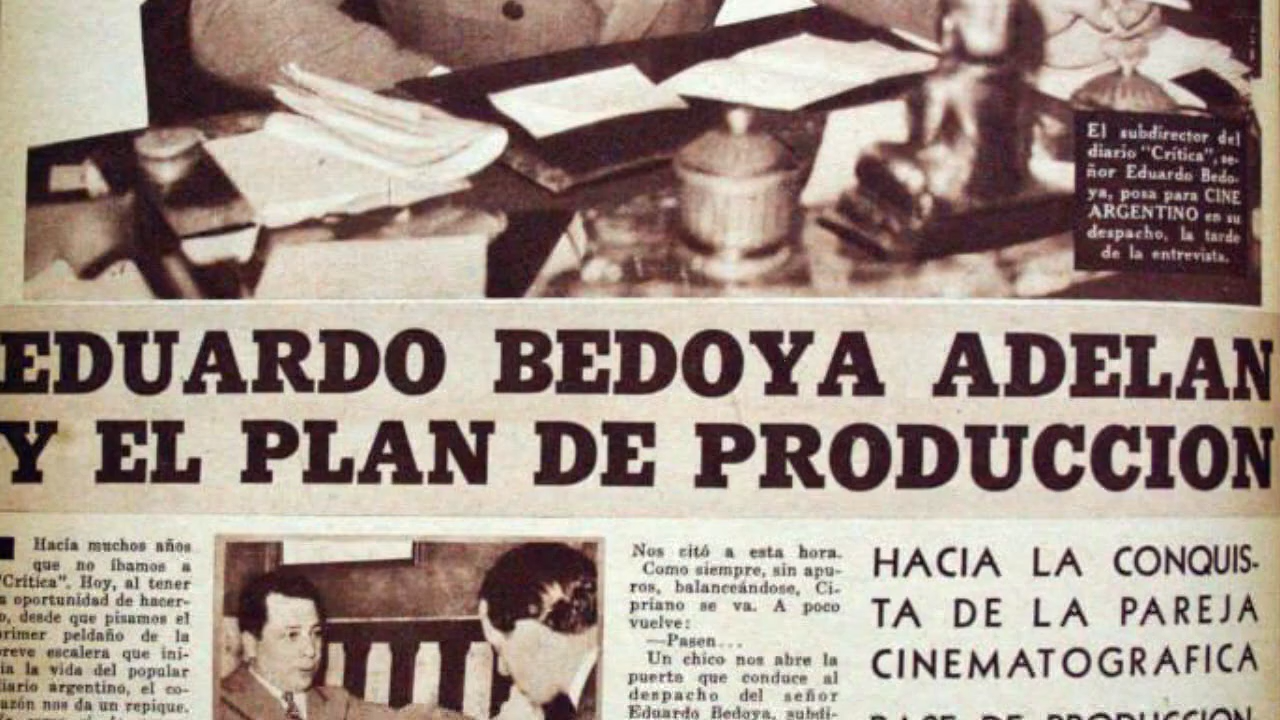 El subdirector del
diario "Crítica", se-
ñor Eduardo Bedo-
ya, posa para CINE
ARGENTINO en su
despacho, la tarde
de la entrevista.
EDUARDO BEDOYA ADELAN
Y EL PLAN DE PRODUCCION
Hacía muchos años
que no íbamos a
"Crítica". Hoy, al tener
a oportunidad de hacer-
o, desde que pisamos el
primer peldaño de la
breve escalera que ini-
cia la vida del popular
diario argentino, el co-
razón nos da un repique.
Nos citó a esta hora.
Como siempre, sin apu-
ros, balanceándose, Ci-
priano se va. A poco
vuelve:
—Pasen...
Un chico nos abre la
puerta que conduce al
despacho del señor
Eduardo Bedoya, subdi-
HACIA LA CONQUIS-
TA DE LA PAREJA
CINEMATOGRAFICA
BASE DE PRODUCCION